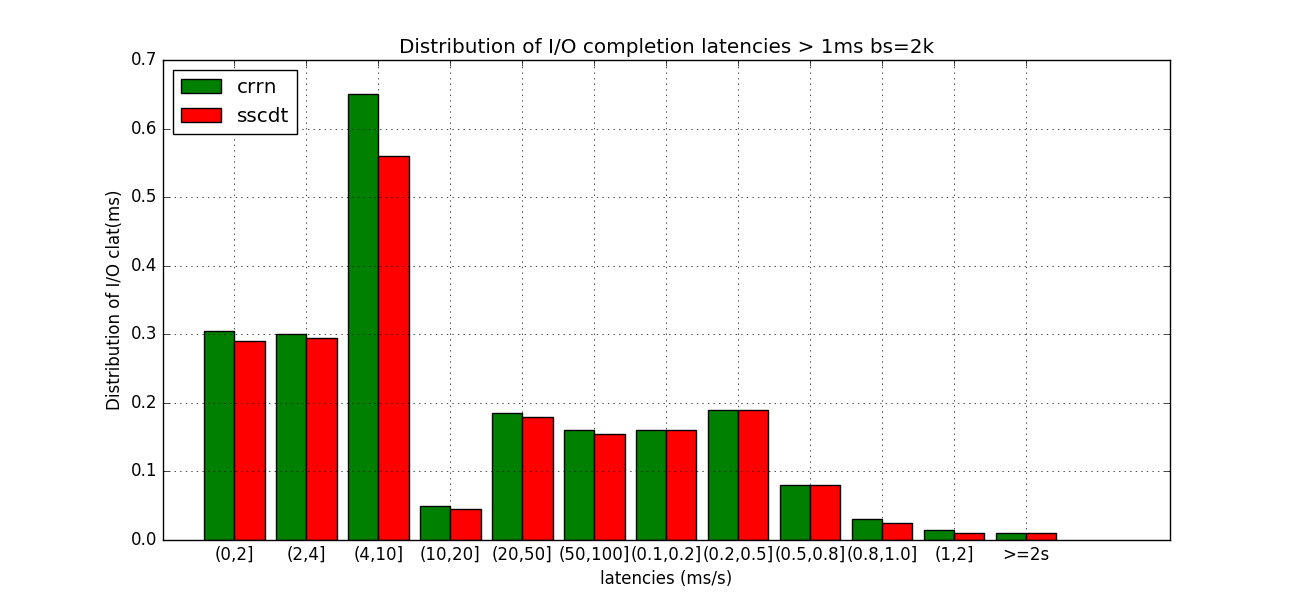 Distribution of I/O completion latencies > 1ms bs=2k
crrn
sscdt
Distribution of I/O clat(ms)
0.7
0.6
0.5
0.4
0.3
0.2
0.1
0.0
(0,2] (2,4] (4,10] (10,20] (20,50] (50,100] (0.1,0.2] (0.2,0.5] (0.5,0.8] (0.8,1.0] (1,2] >=2s
latencies (ms/s)